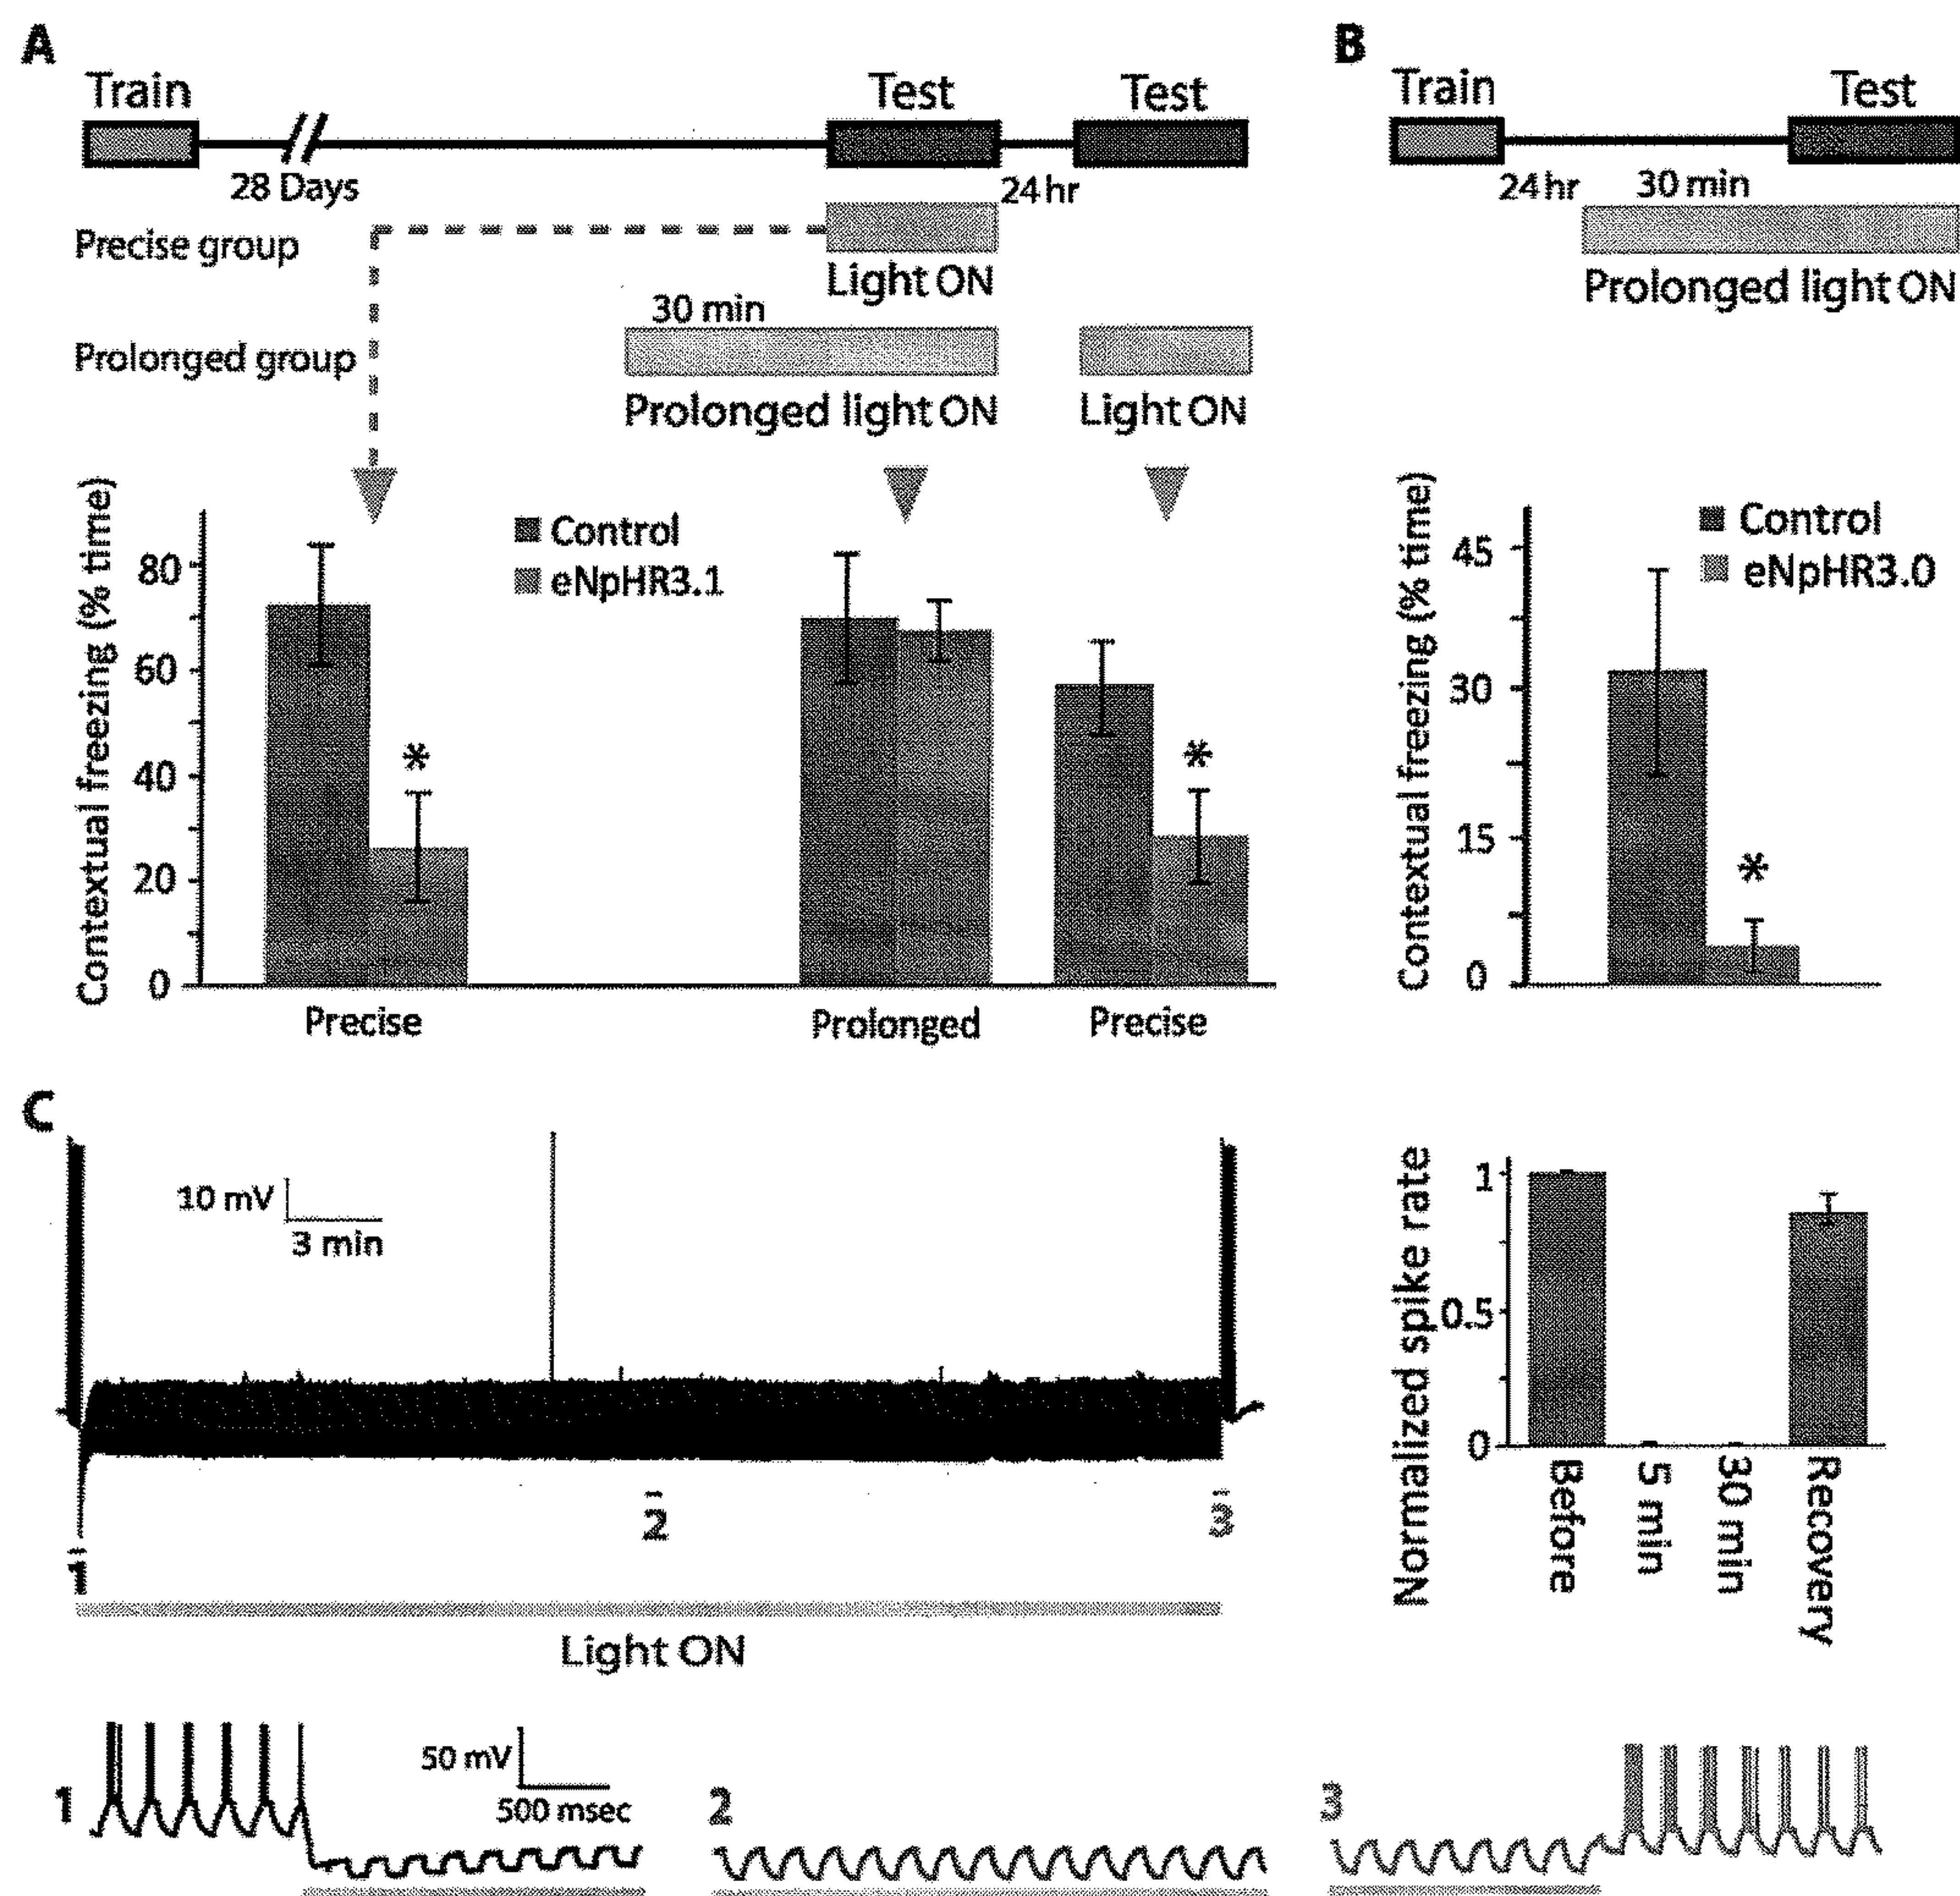 A
Train
Test
Test
28 Days
24 hr
Precise group
Light ON
30 min
Prolonged group
Prolonged light ON
Light ON
Contextual freezing (% time)
80
60
40
20
0
Control
eNpHR3.1
*
*
Precise
Prolonged
Precise
B
Train
Test
24 hr
30 min
Prolonged light ON
Contextual freezing (% time)
45
30
15
0
Control
eNpHR3.0
*
C
10 mV
3 min
1
2
3
Light ON
Normalized spike rate
1
0.5
0
Before
5 min
30 min
Recovery
1
50 mV
500 msec
2
3